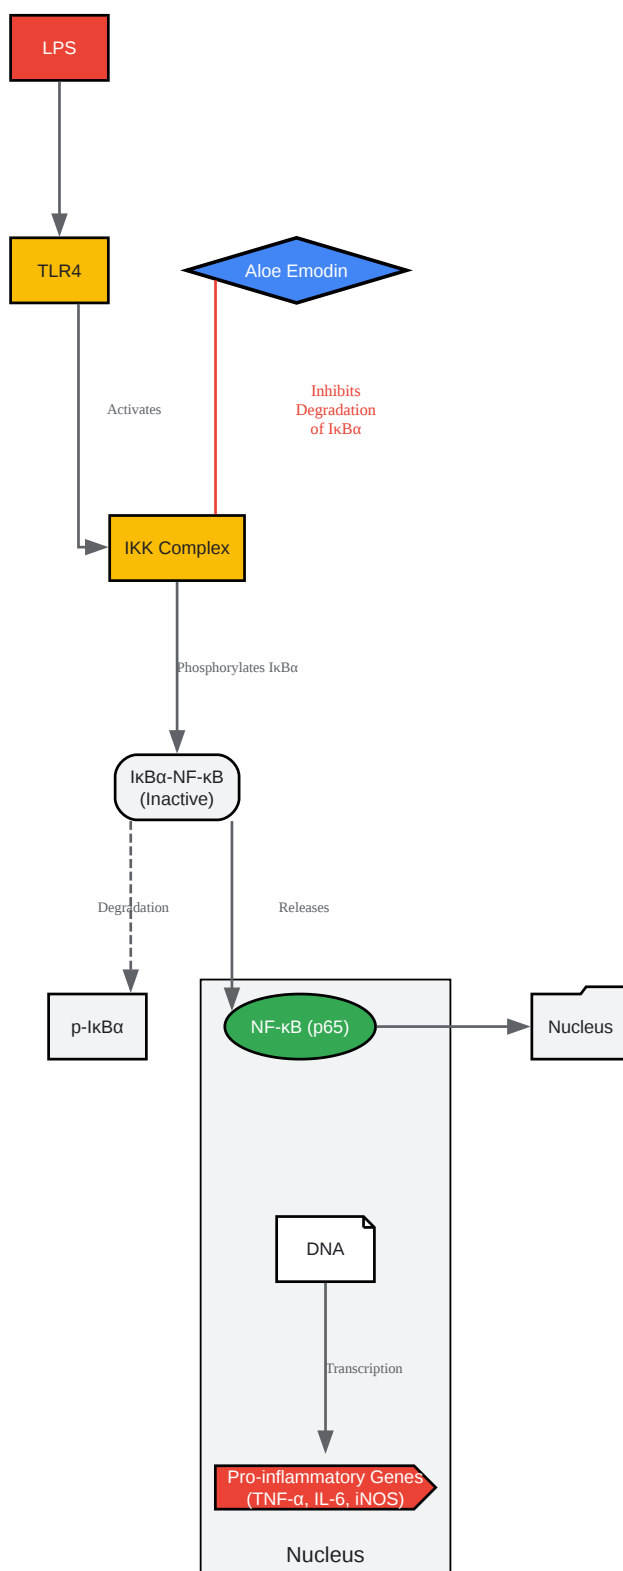 LPS
TLR4
Aloe Emodin
Activates
Inhibits
Degradation
of IκBα
IKK Complex
Phosphorylates IκBα
IκBα-NF-κB
(Inactive)
Degradation
Releases
p-IκBα
NF-κB (p65)
Nucleus
DNA
Transcription
Pro-inflammatory Genes
(TNF-α, IL-6, iNOS)
Nucleus